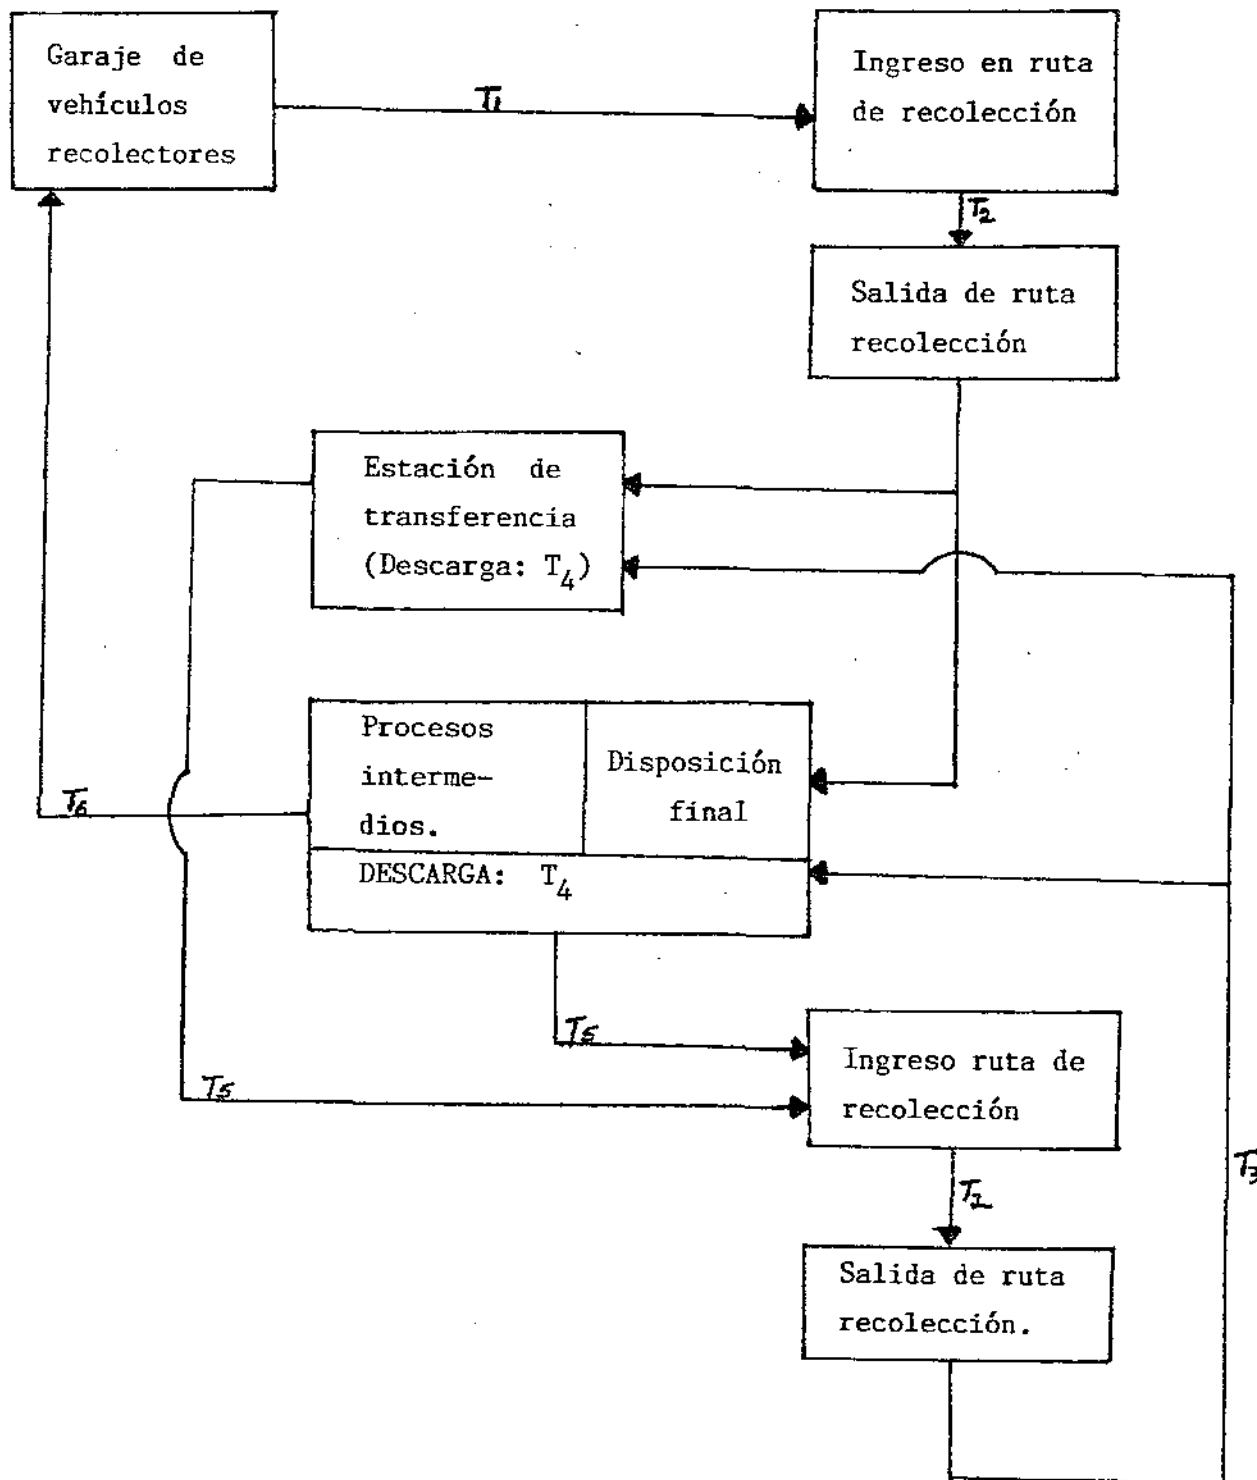 Garaje de
vehículos
recolectores
T1
Ingreso en ruta
de recolección
T2
Salida de ruta
recolección
Estación de
transferencia
(Descarga: T4)
Procesos
interme-
dios.
Disposición
final
T6
DESCARGA: T4
T5
Ingreso ruta de
recolección
T5
T3
T2
Salida de ruta
recolección.